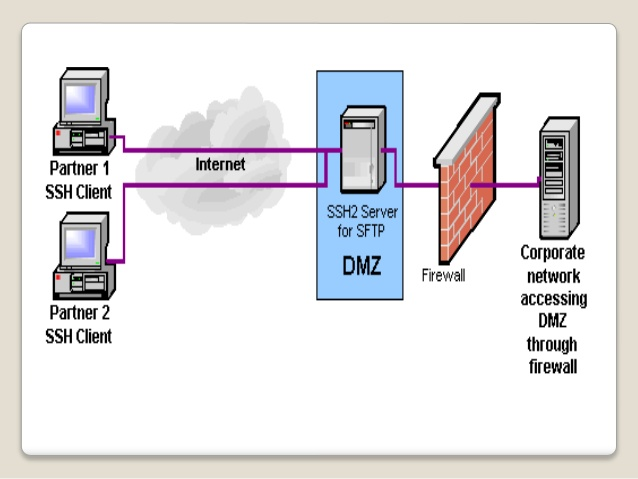 Partner 1
SSH Client
Internet
Partner 2
SSH Client
SSH2 Server
for SFTP
DMZ
Firewall
Corporate
network
accessing
DMZ
through
firewall